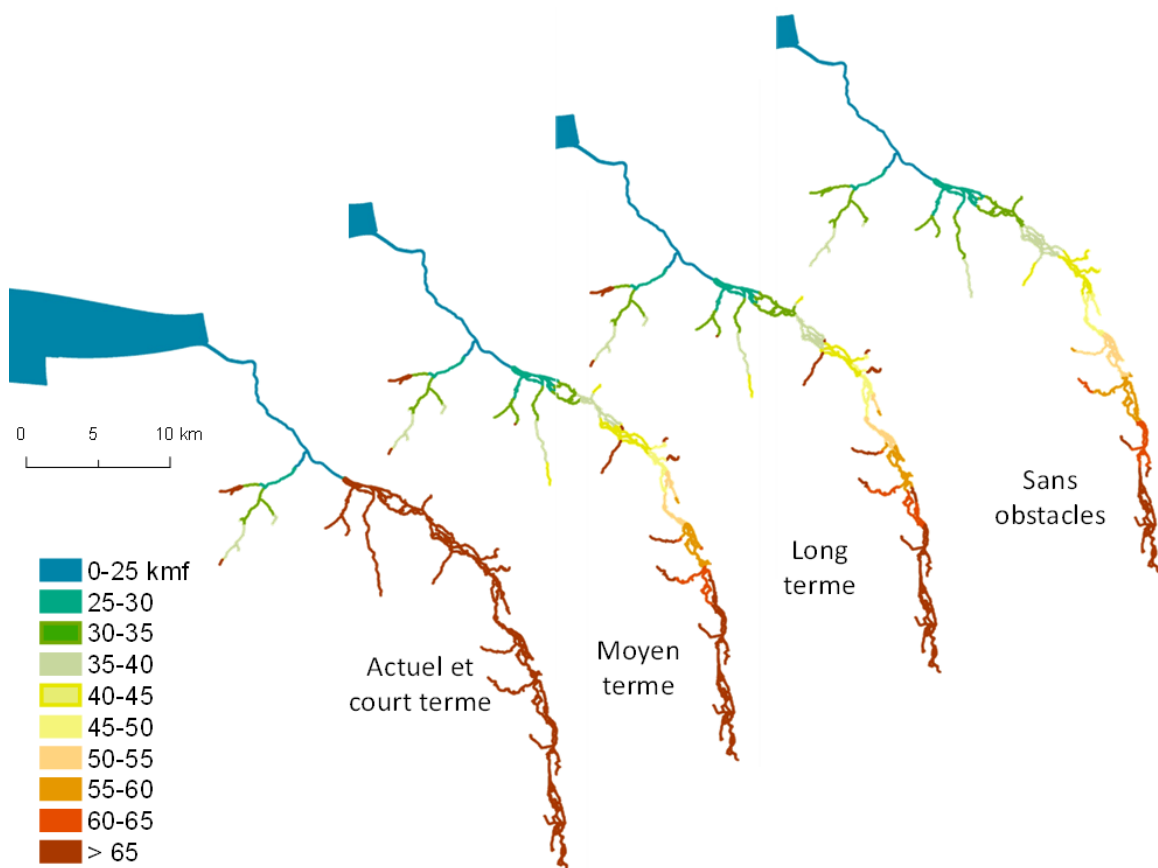 0 5 10 km
0-25 kmf
25-30
30-35
35-40
40-45
45-50
50-55
55-60
60-65
> 65
Actuel et
court terme
Moyen
terme
Long
terme
Sans
obstacles